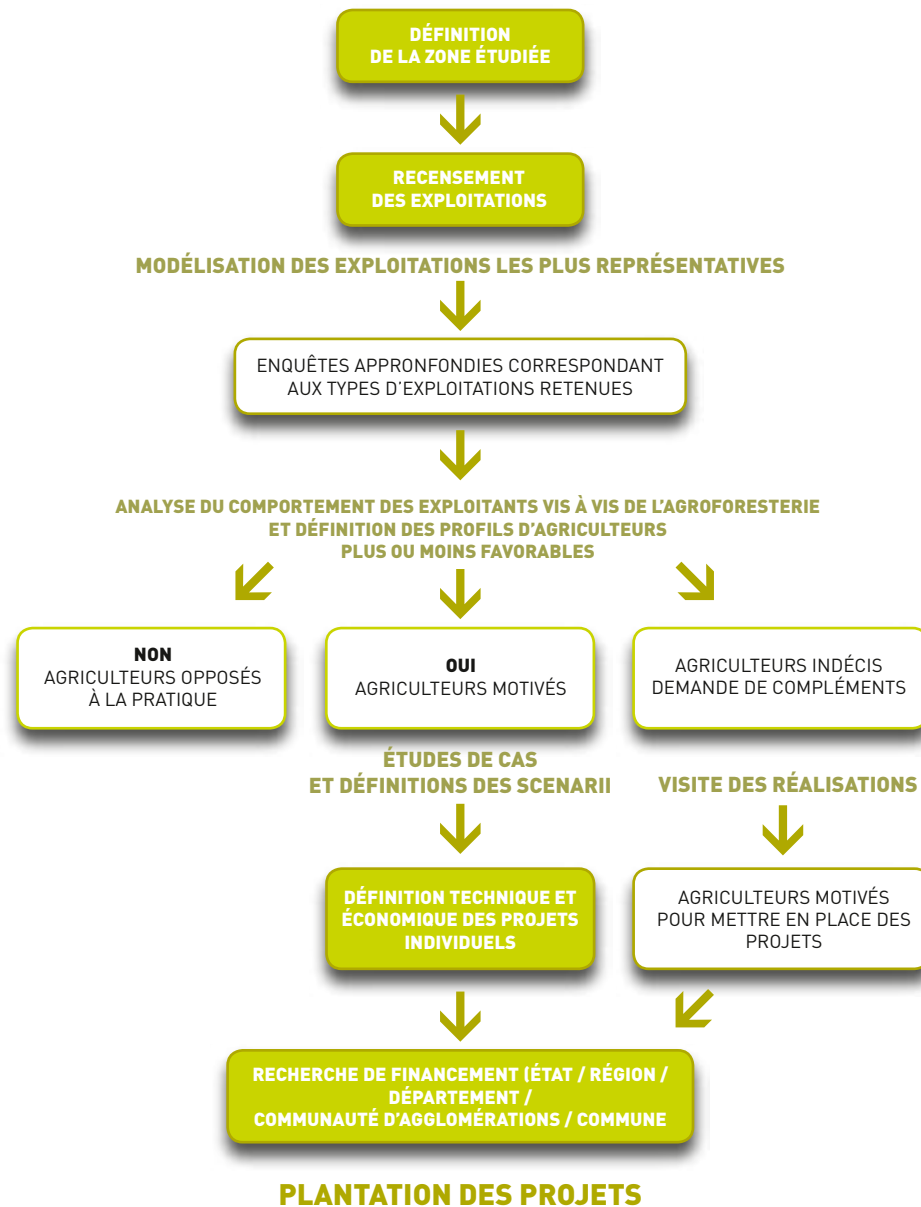 DÉFINITION
DE LA ZONE ÉTUDIÉE
RECENSEMENT
DES EXPLOITATIONS
MODÉLISATION DES EXPLOITATIONS LES PLUS REPRÉSENTATIVES
ENQUÊTES APPRONFONDIES CORRESPONDANT
AUX TYPES D'EXPLOITATIONS RETENUES
ANALYSE DU COMPORTEMENT DES EXPLOITANTS VIS À VIS DE L'AGROFORESTERIE
ET DÉFINITION DES PROFILS D'AGRICULTEURS
PLUS OU MOINS FAVORABLES
NON
AGRICULTEURS OPPOSÉS
À LA PRATIQUE
OUI
AGRICULTEURS MOTIVÉS
AGRICULTEURS INDÉCIS
DEMANDE DE COMPLÉMENTS
ÉTUDES DE CAS
ET DÉFINITIONS DES SCENARII
VISITE DES RÉALISATIONS
DÉFINITION TECHNIQUE ET
ÉCONOMIQUE DES PROJETS
INDIVIDUELS
AGRICULTEURS MOTIVÉS
POUR METTRE EN PLACE DES
PROJETS
RECHERCHE DE FINANCEMENT (ÉTAT / RÉGION /
DÉPARTEMENT /
COMMUNAUTÉ D'AGGLOMÉRATIONS / COMMUNE
PLANTATION DES PROJETS